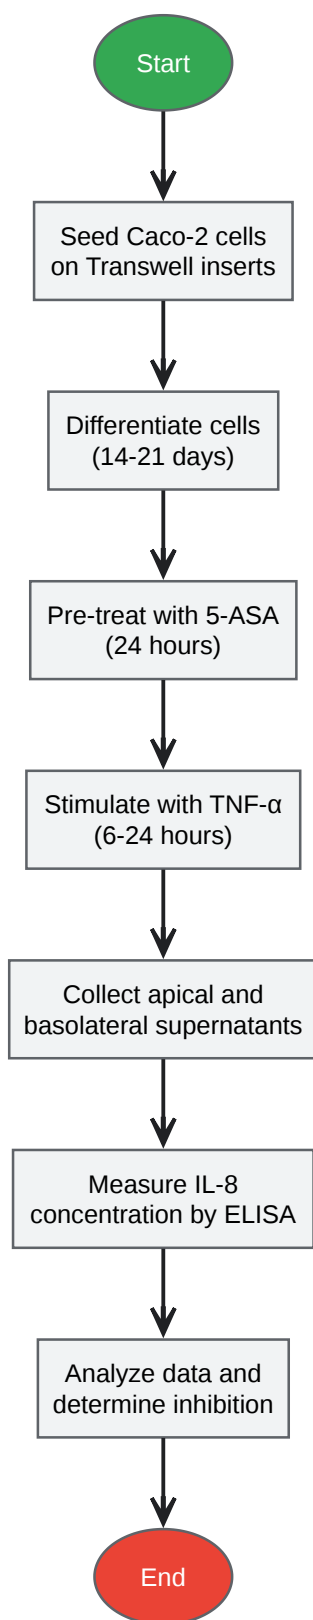 Start
Seed Caco-2 cells
on Transwell inserts
Differentiate cells
(14-21 days)
Pre-treat with 5-ASA
(24 hours)
Stimulate with TNF-α
(6-24 hours)
Collect apical and
basolateral supernatants
Measure IL-8
concentration by ELISA
Analyze data and
determine inhibition
End